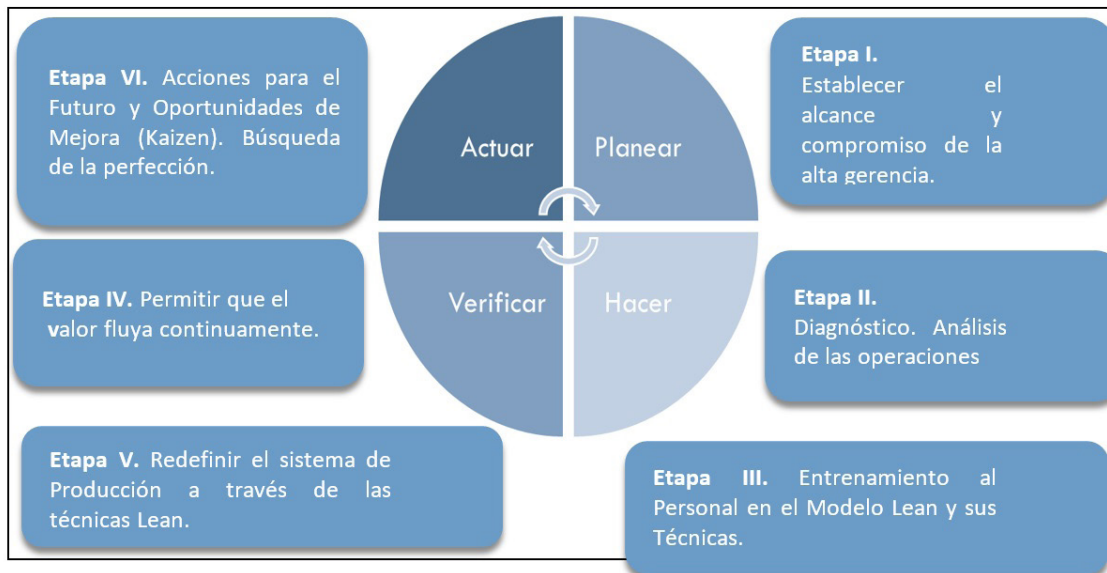 Etapa VI. Acciones para el
Futuro y Oportunidades de
Mejora (Kaizen). Búsqueda
de la perfección.
Actuar
Planear
Etapa I.
Establecer el
alcance y
compromiso de la
alta gerencia.
Etapa IV. Permitir que el
valor fluya continuamente.
Verificar
Hacer
Etapa II.
Diagnóstico. Análisis
de las operaciones
Etapa V. Redefinir el sistema de
Producción a través de las
técnicas Lean.
Etapa III. Entrenamiento al
Personal en el Modelo Lean y sus
Técnicas.